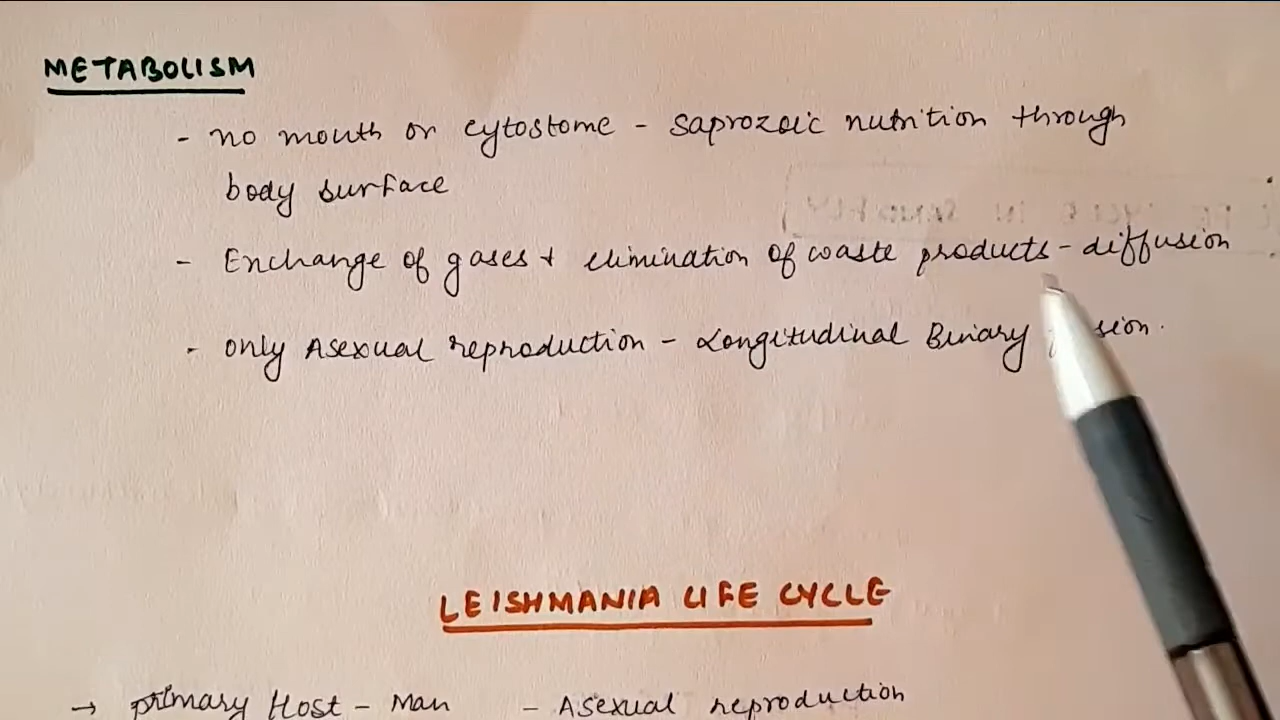 METABOLISM
- no mouth or cytostome - saprozoic nutrition through
body surface
- Exchange of gases + elimination of waste products - diffusion
- only Asexual reproduction - Longitudinal Binary
LEISHMANIA LIFE CYCLE
→ primary Host - Man - Asexual reproduction